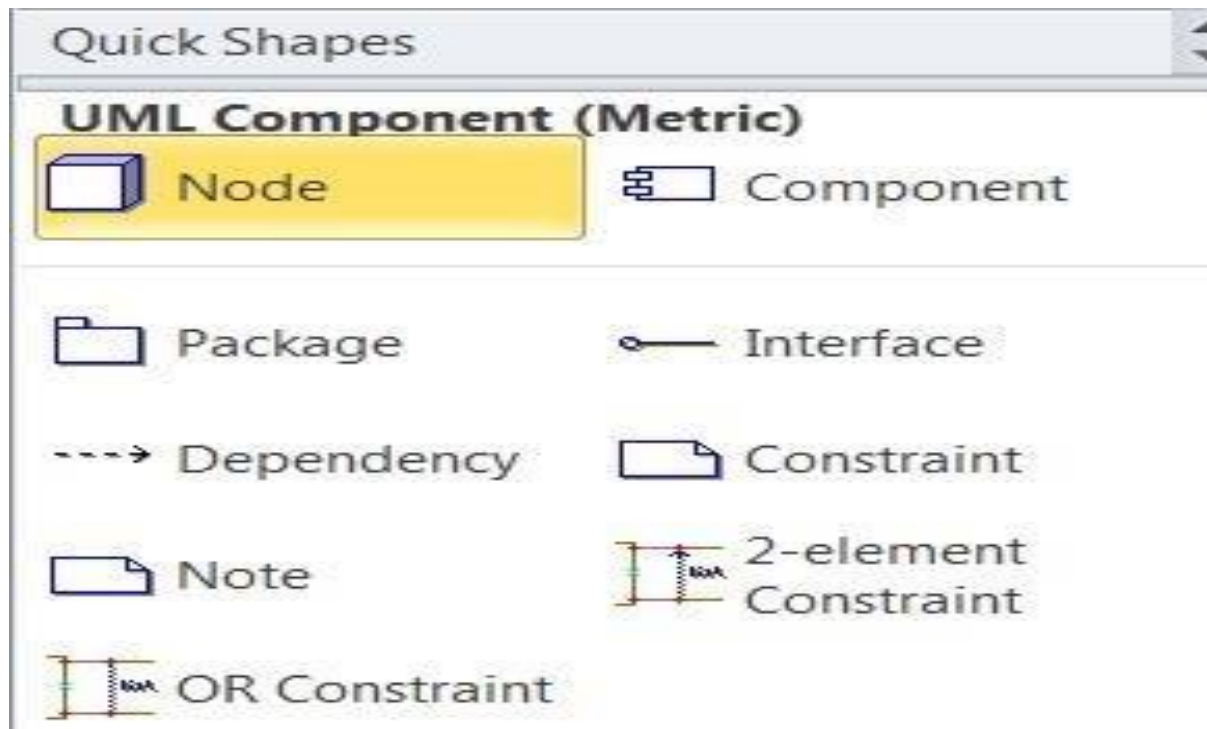 Quick Shapes
UML Component (Metric)
Node
Component
Package
Interface
Dependency
Constraint
Note
2-element
Constraint
OR Constraint